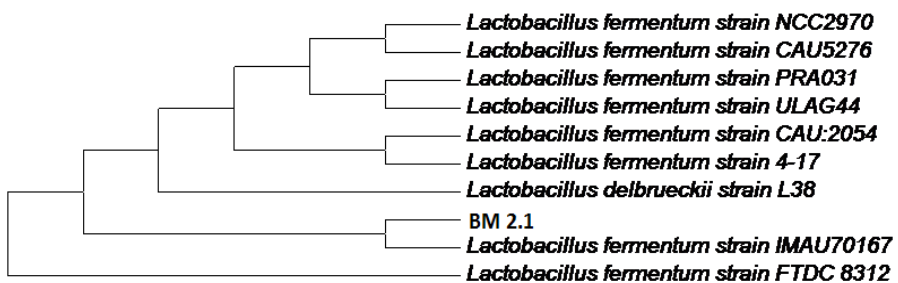 Lactobacillus fermentum strain NCC2970
Lactobacillus fermentum strain CAU5276
Lactobacillus fermentum strain PRA031
Lactobacillus fermentum strain ULAG44
Lactobacillus fermentum strain CAU:2054
Lactobacillus fermentum strain 4-17
Lactobacillus delbrueckii strain L38
BM 2.1
Lactobacillus fermentum strain IMAU70167
Lactobacillus fermentum strain FTDC 8312